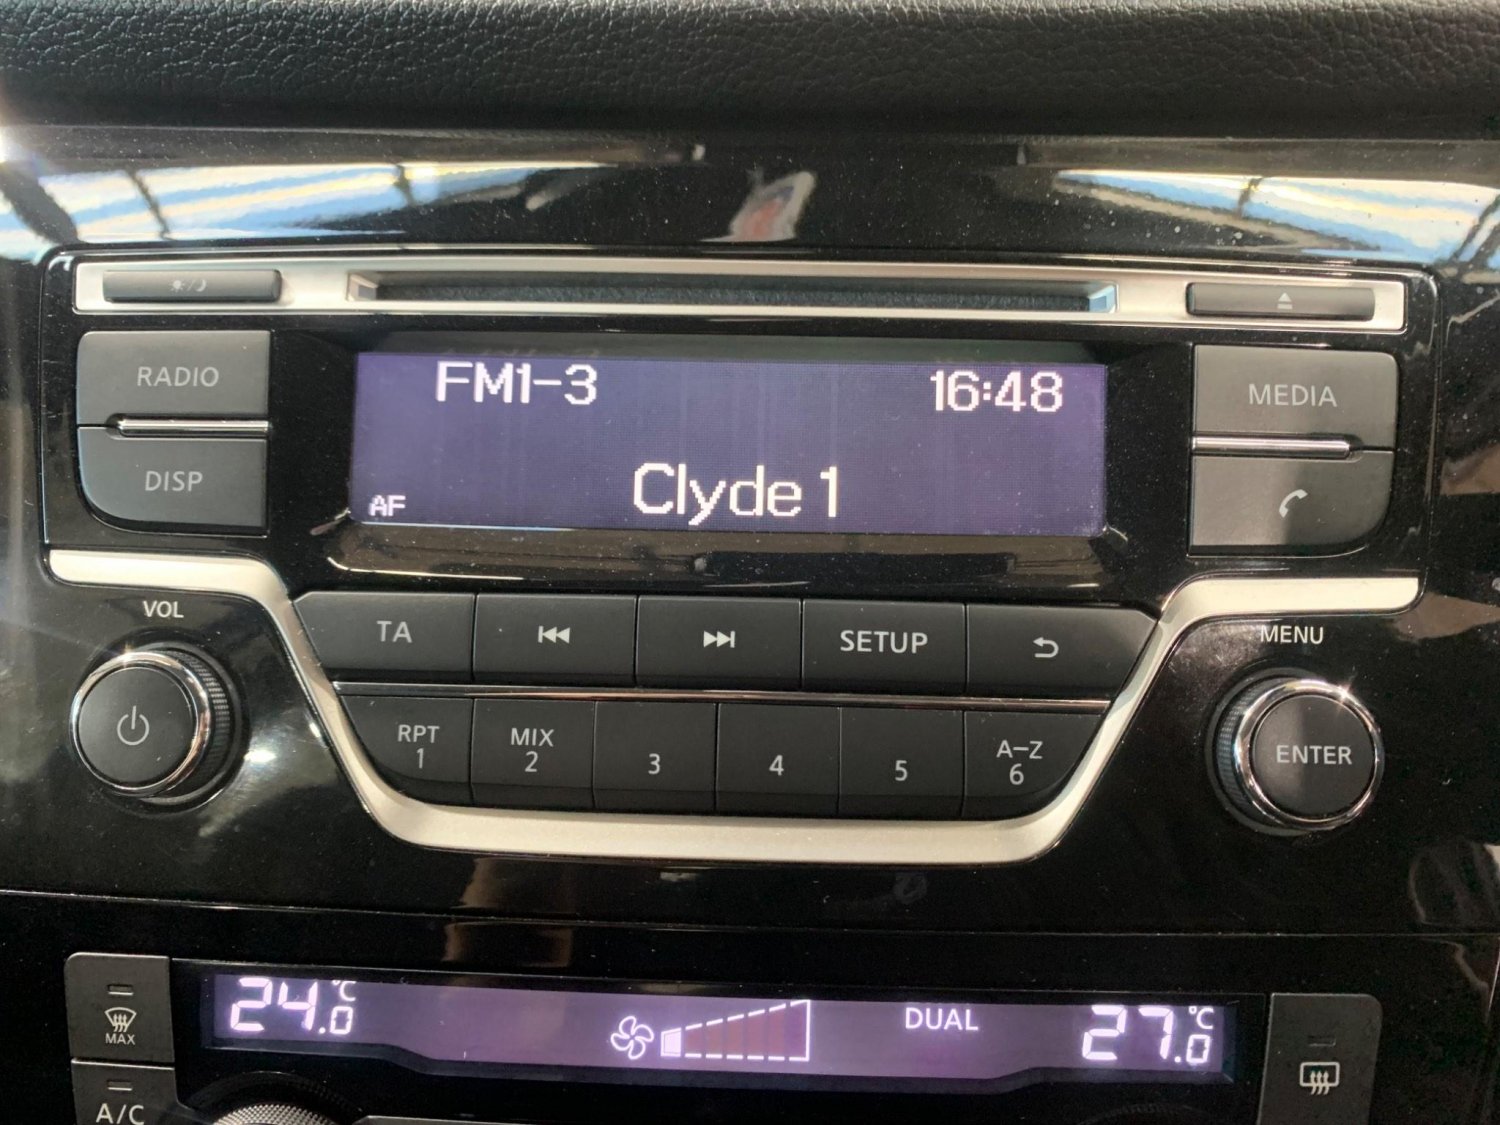 RADIO
DISP
FM1-3 16:48
Clyde 1
AF
MEDIA
VOL
TA
SETUP
MENU
RPT 1
MIX 2
3
4
5
A-Z 6
ENTER
MAX
24.0°C
DUAL
27.0°C
A/C